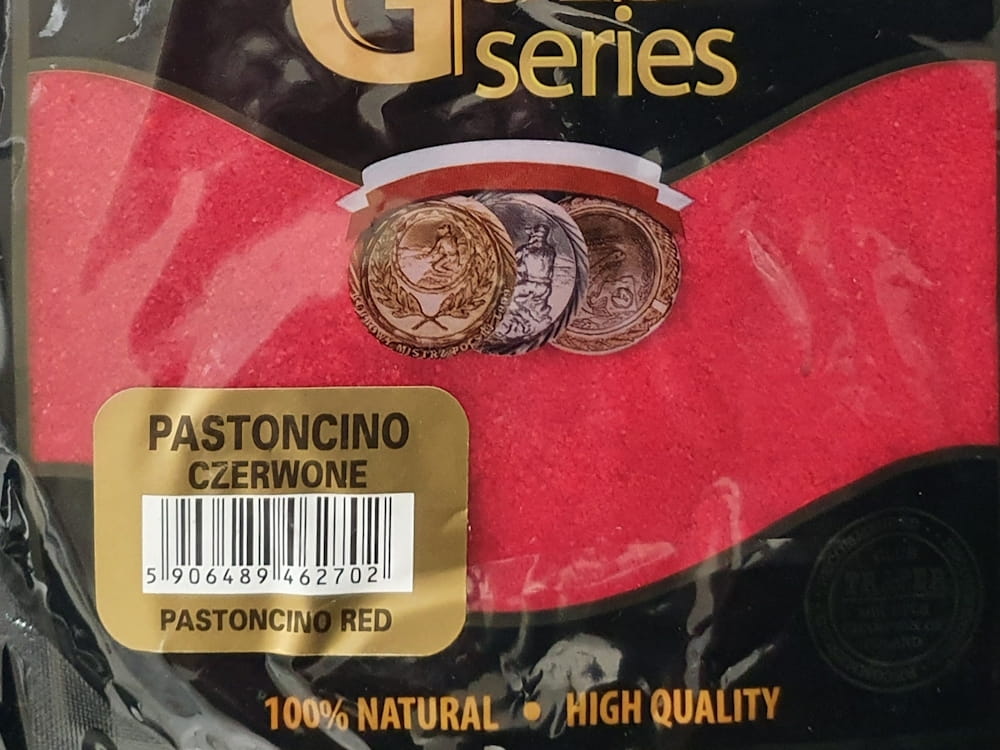 series
PASTONCINO
CZERWONE
5 906489 462702
PASTONCINO RED
100% NATURAL • HIGH QUALITY